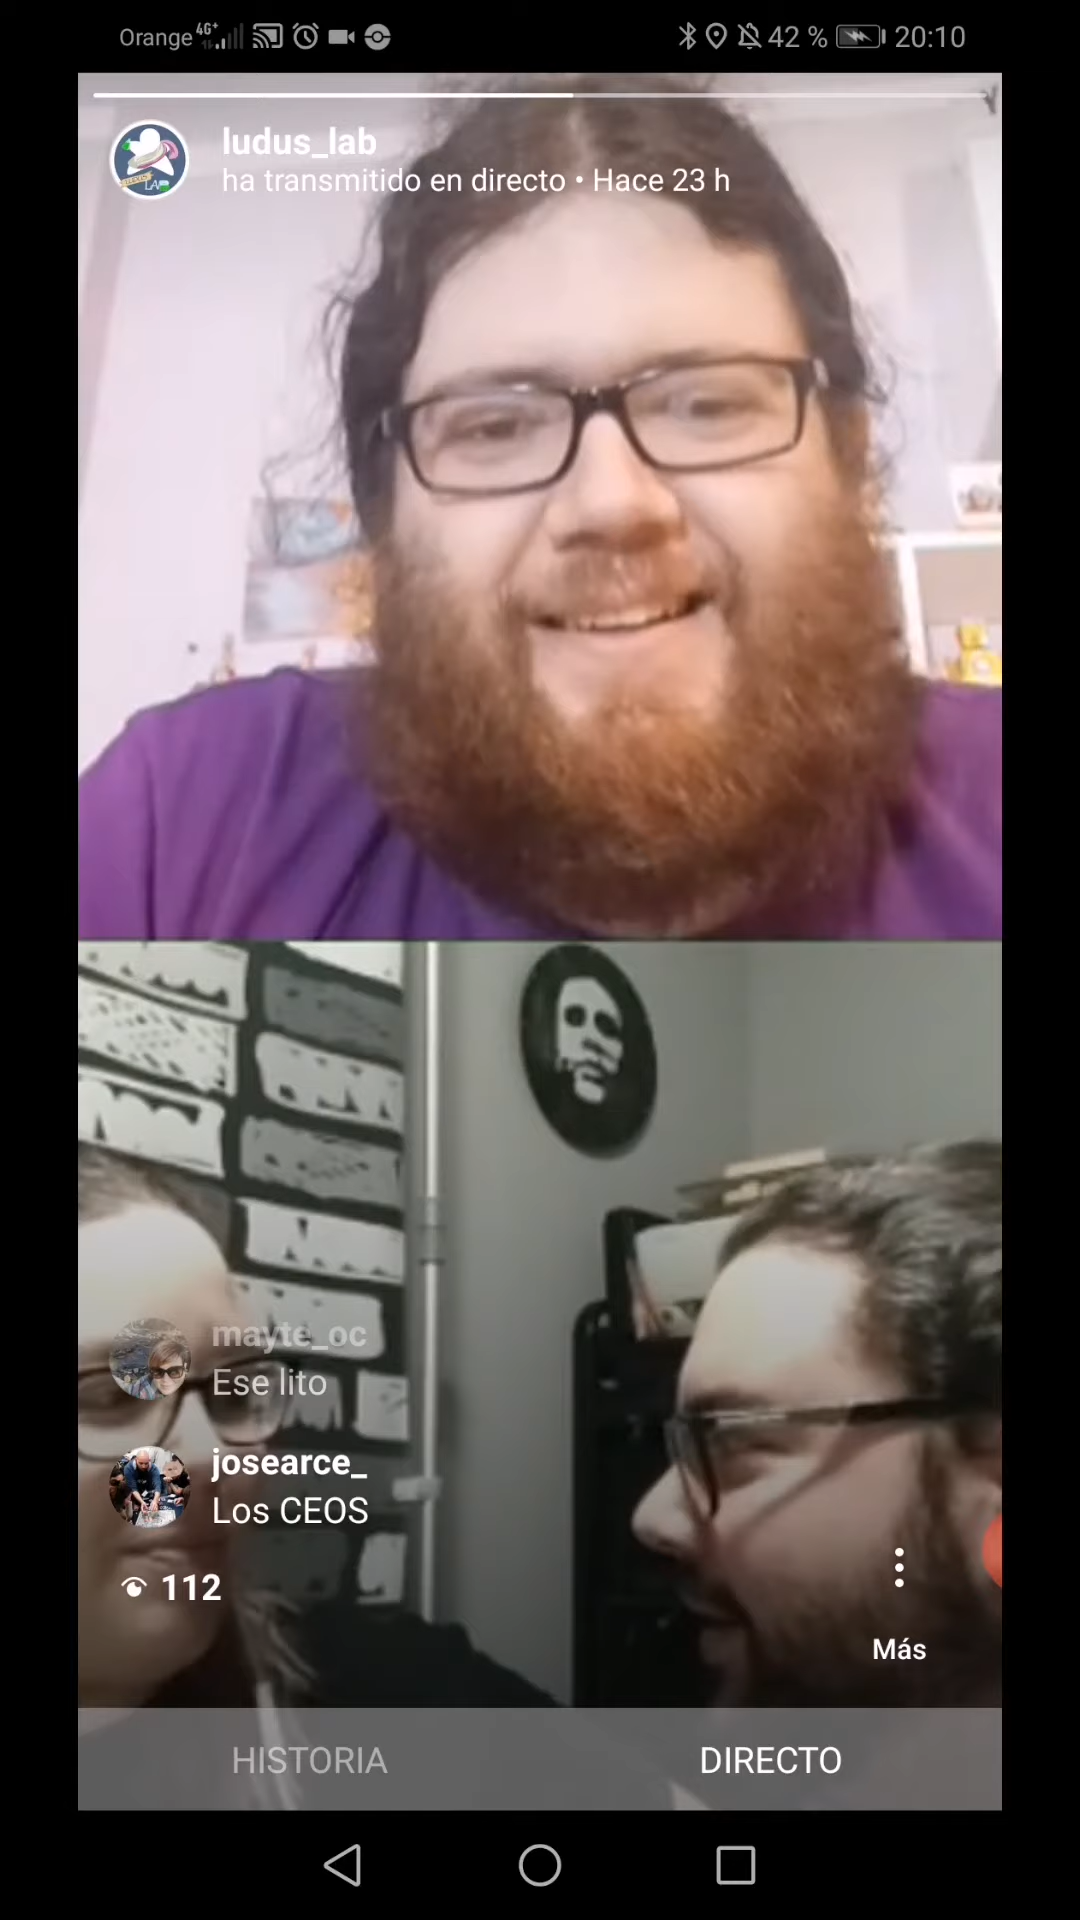 Orange 4G+ 42 % 20:10
ludus_lab
ha transmitido en directo • Hace 23 h
mayte_oc
Ese lito
josearce_
Los CEOS
112
Más
HISTORIA DIRECTO